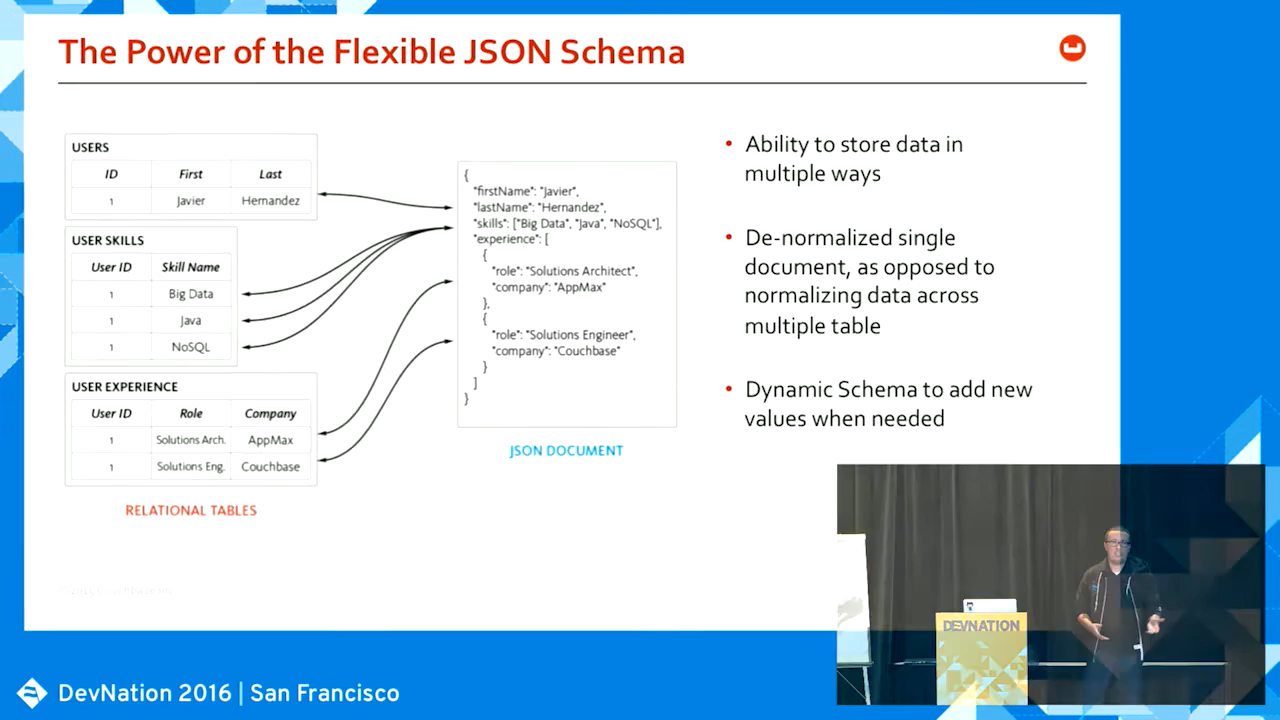 The Power of the Flexible JSON Schema
USERS
ID First Last
1 Javier Hernandez
USER SKILLS
User ID Skill Name
1 Big Data
1 Java
1 NoSQL
USER EXPERIENCE
User ID Role Company
1 Solutions Arch. AppMax
1 Solutions Eng. Couchbase
RELATIONAL TABLES
{
"firstName": "Javier",
"lastName": "Hernandez",
"skills": ["Big Data", "Java", "NoSQL"],
"experience": [
{
"role": "Solutions Architect",
"company": "AppMax"
},
{
"role": "Solutions Engineer",
"company": "Couchbase"
}
]
}
JSON DOCUMENT
• Ability to store data in
multiple ways
• De-normalized single
document, as opposed to
normalizing data across
multiple table
• Dynamic Schema to add new
values when needed
DEVNATION
DevNation 2016 | San Francisco